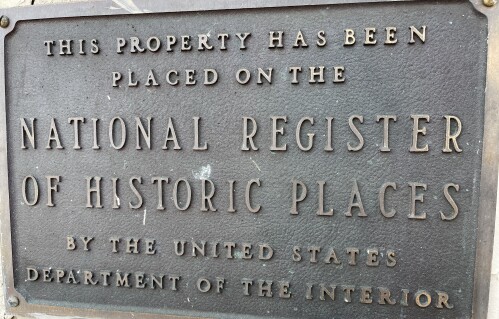 THIS PROPERTY HAS BEEN
PLACED ON THE
NATIONAL REGISTER
OF HISTORIC PLACES
BY THE UNITED STATES
DEPARTMENT OF THE INTERIOR